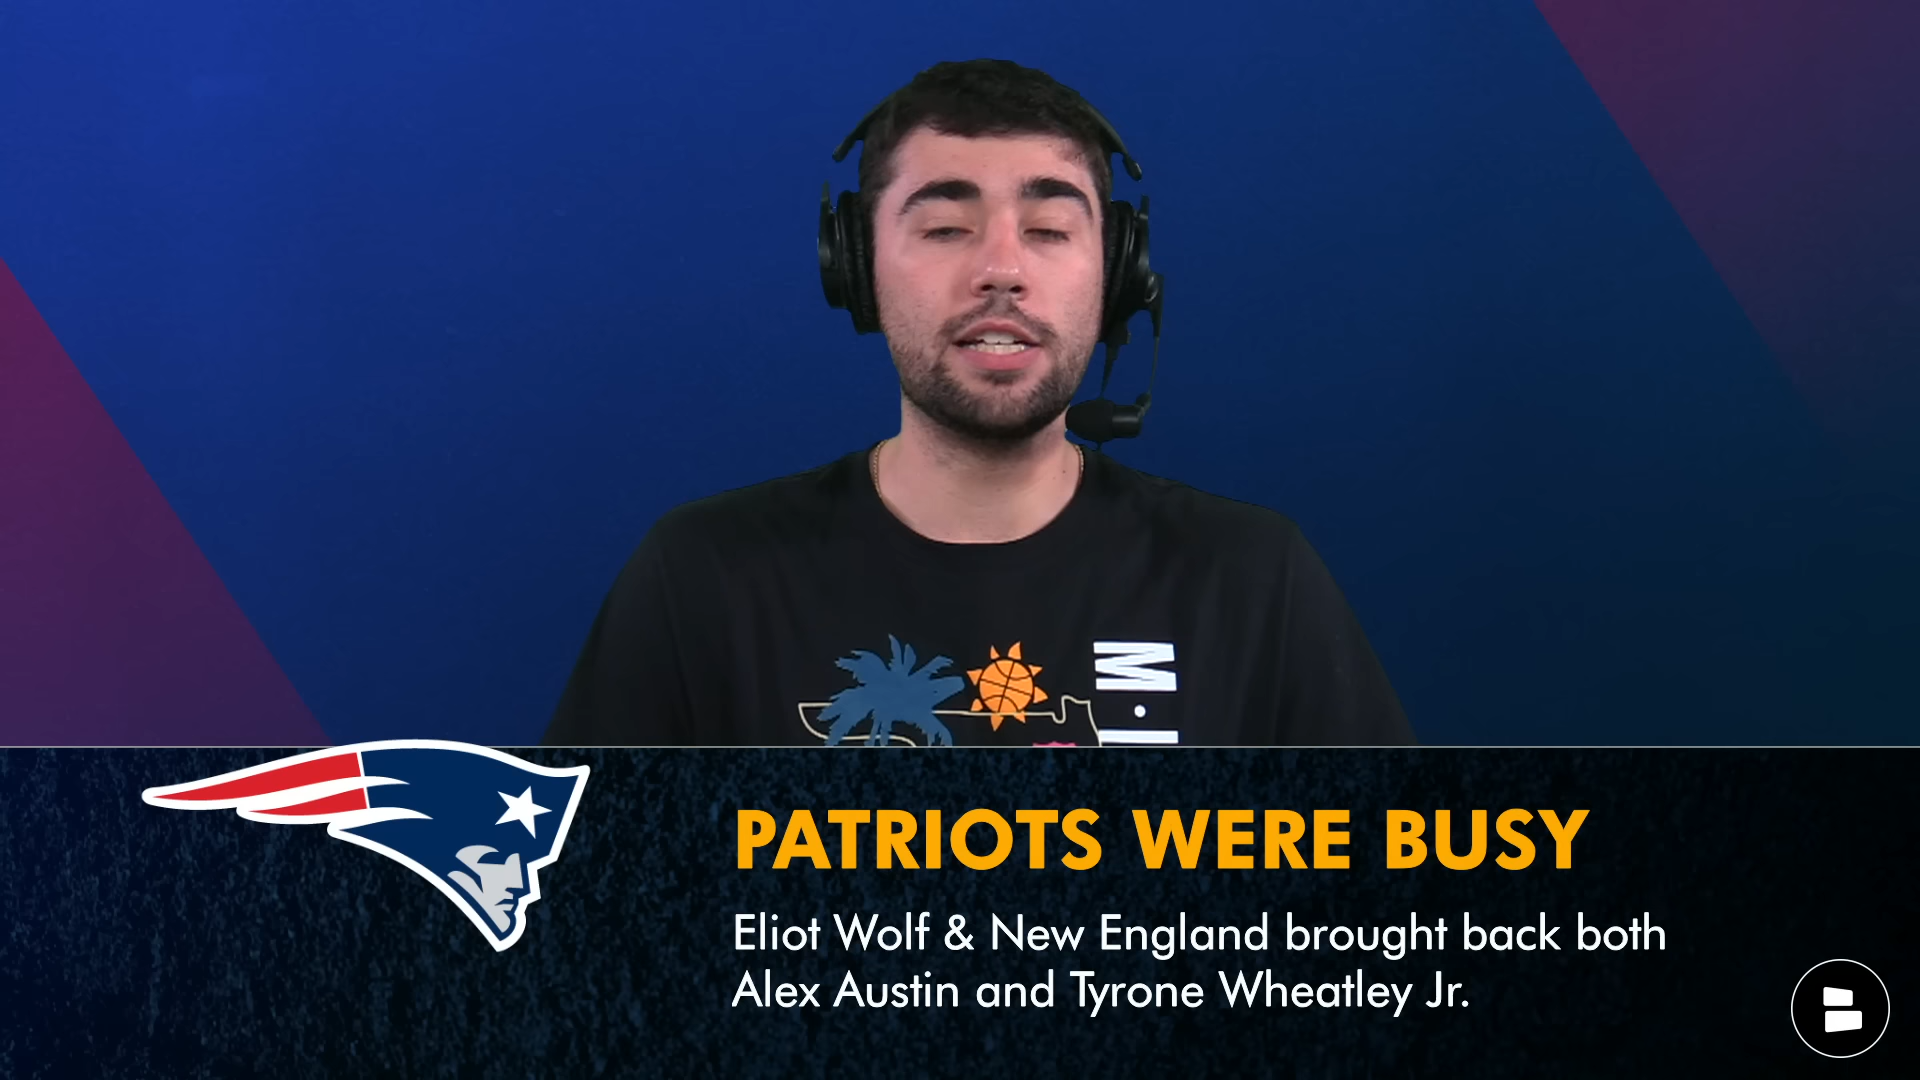 M·I
PATRIOTS WERE BUSY
Eliot Wolf & New England brought back both
Alex Austin and Tyrone Wheatley Jr.